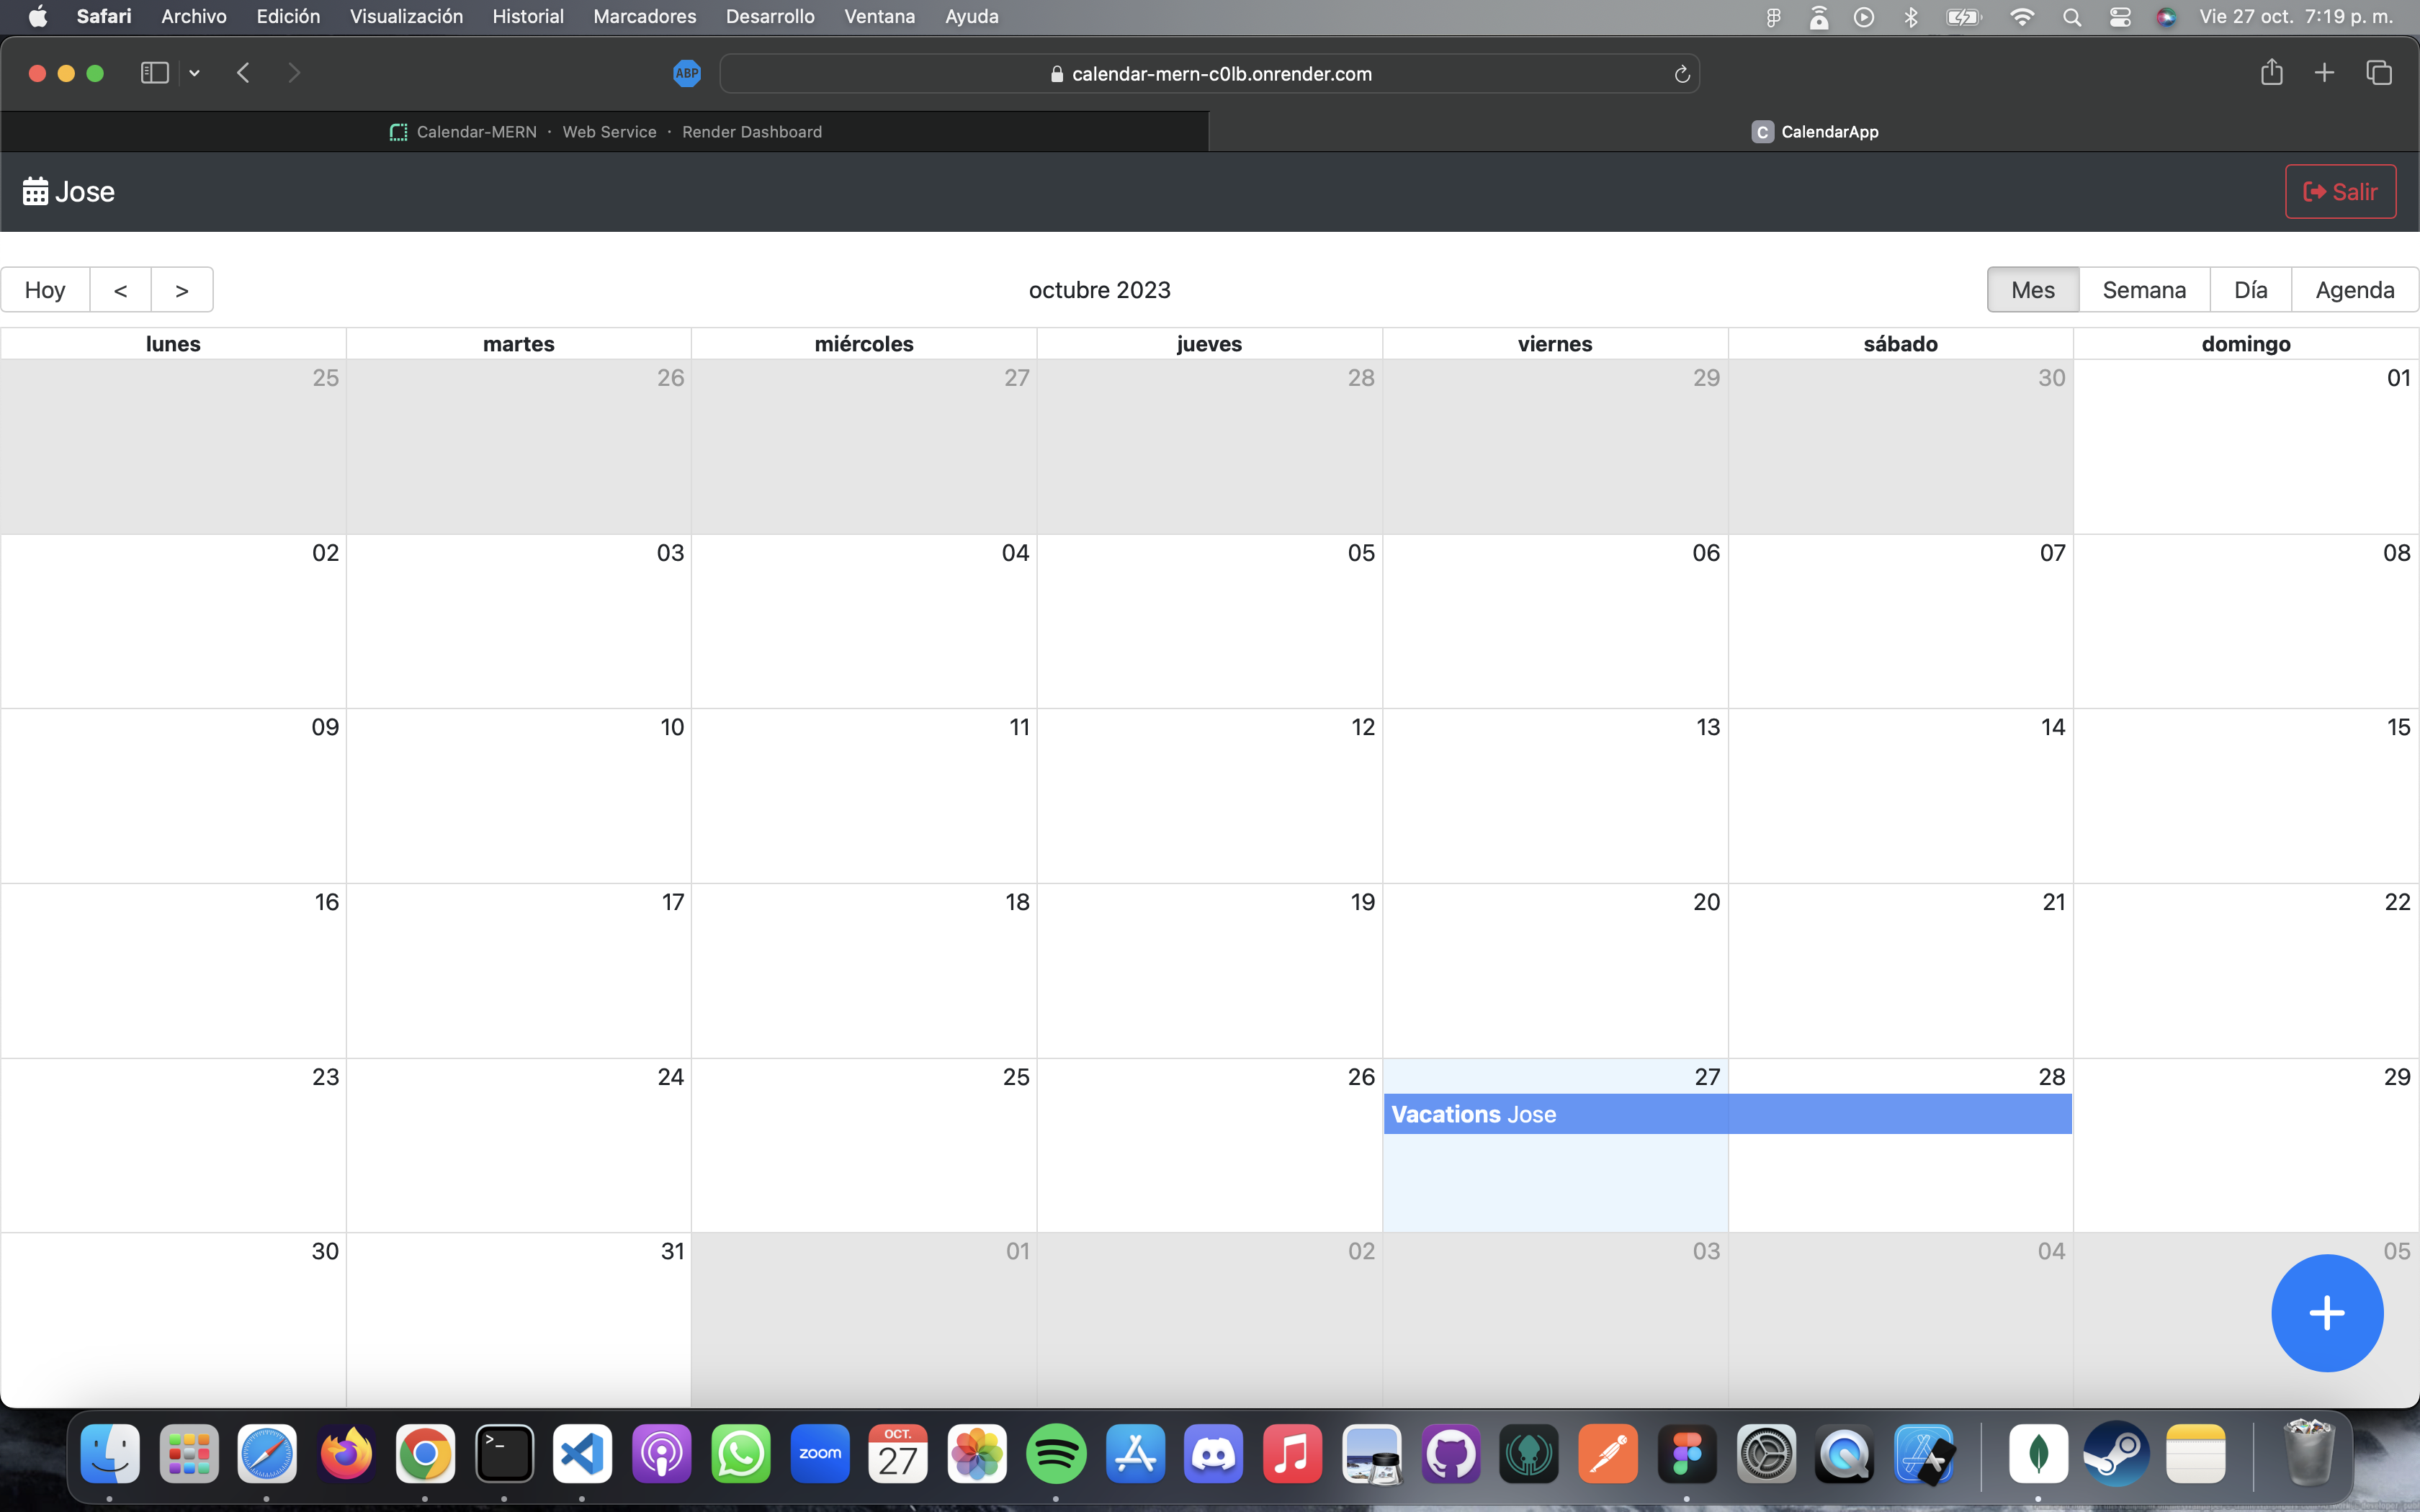 Safari Archivo Edición Visualización Historial Marcadores Desarrollo Ventana Ayuda Vie 27 oct. 7:19 p. m.
ABP calendar-mern-c0lb.onrender.com
Calendar-MERN · Web Service · Render Dashboard C CalendarApp
Jose Salir
Hoy < > octubre 2023 Mes Semana Día Agenda
lunes martes miércoles jueves viernes sábado domingo
25 26 27 28 29 30 01
02 03 04 05 06 07 08
09 10 11 12 13 14 15
16 17 18 19 20 21 22
23 24 25 26 27 28 29
Vacations Jose
30 31 01 02 03 04 05
+
OCT.
>_ zoom 27